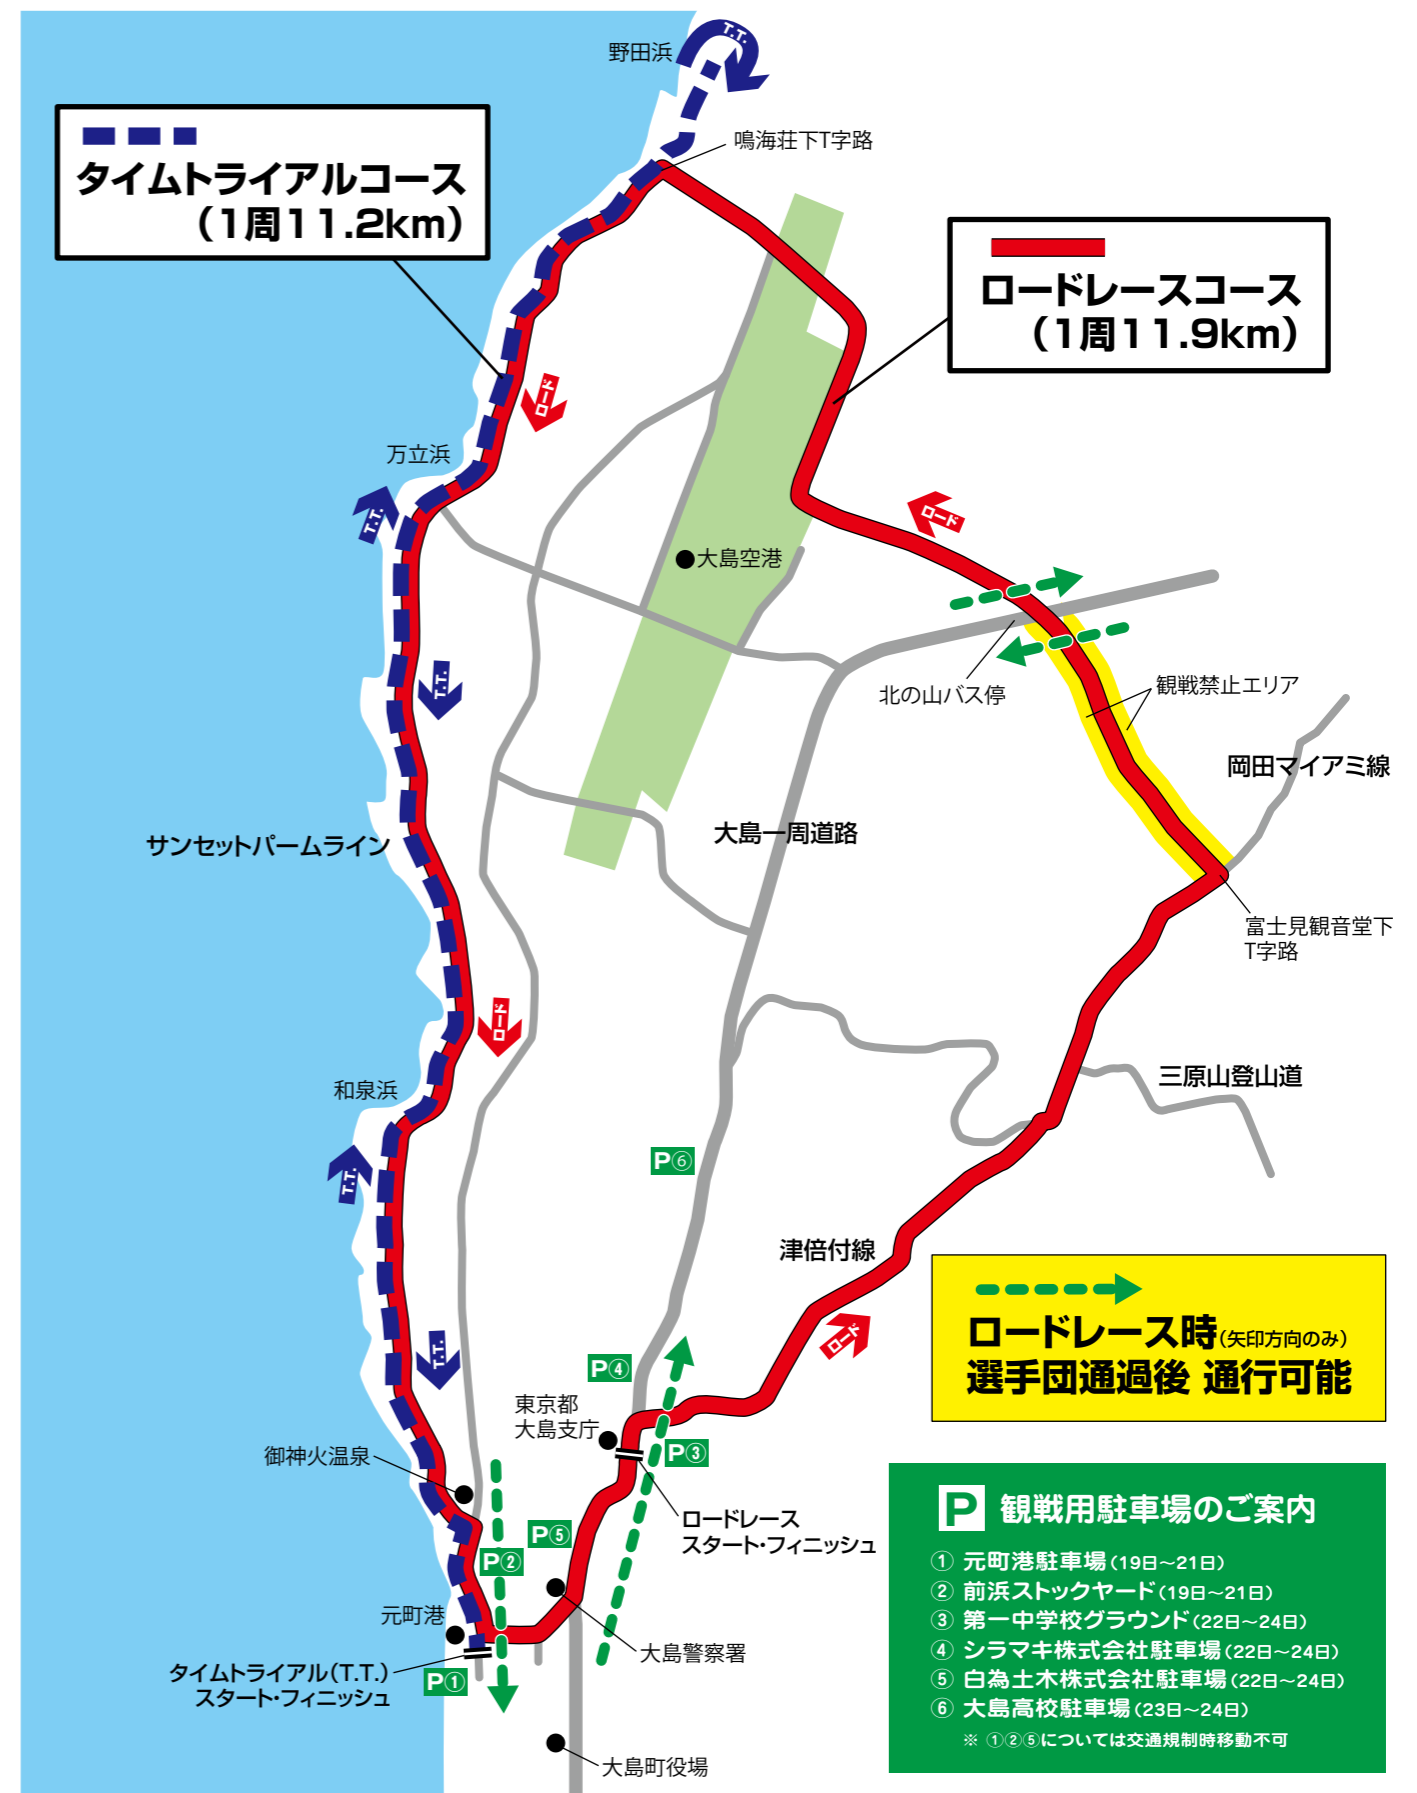 野田浜
T.T.
鳴海荘下T字路
タイムトライアルコース
（1周11.2km）
ロードレースコース
（1周11.9km）
ロード
万立浜
T.T.
ロード
大島空港
T.T.
北の山バス停
観戦禁止エリア
岡田マイアミ線
サンセットパームライン
大島一周道路
富士見観音堂下
T字路
ロード
和泉浜
三原山登山道
T.T.
P⑥
津倍付線
ロード
T.T.
P④
東京都
大島支庁
P③
御神火温泉
ロードレース
スタート・フィニッシュ
P⑤
P②
元町港
大島警察署
タイムトライアル（T.T.）
スタート・フィニッシュ
P①
大島町役場
ロードレース時（矢印方向のみ）
選手団通過後 通行可能
P 観戦用駐車場のご案内
① 元町港駐車場（19日～21日）
② 前浜ストックヤード（19日～21日）
③ 第一中学校グラウンド（22日～24日）
④ シラマキ株式会社駐車場（22日～24日）
⑤ 白為土木株式会社駐車場（22日～24日）
⑥ 大島高校駐車場（23日～24日）
※ ①②⑤については交通規制時移動不可